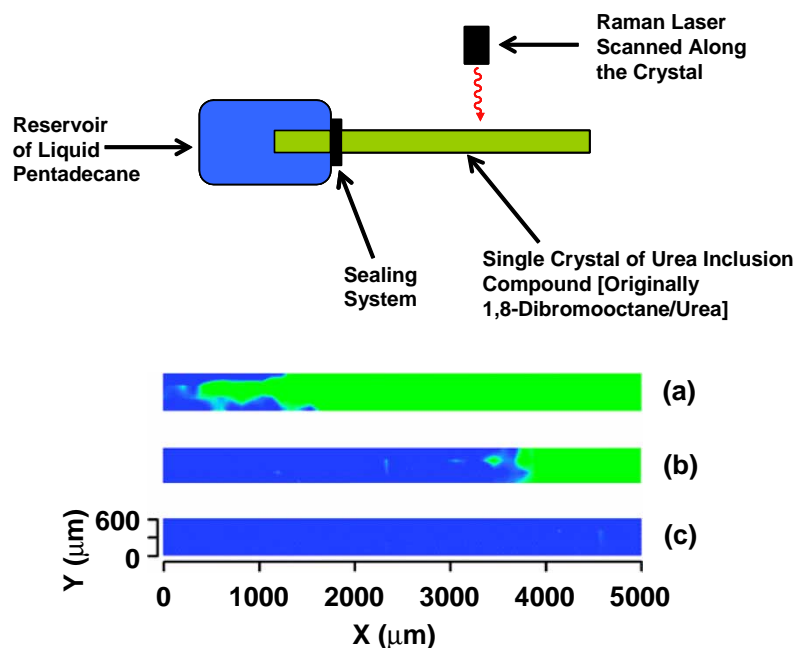 Raman Laser
Scanned Along
the Crystal
Reservoir
of Liquid
Pentadecane
Sealing
System
Single Crystal of Urea Inclusion
Compound [Originally
1,8-Dibromooctane/Urea]
(a)
(b)
(c)
Y (μm)
600
0
0 1000 2000 3000 4000 5000
X (μm)